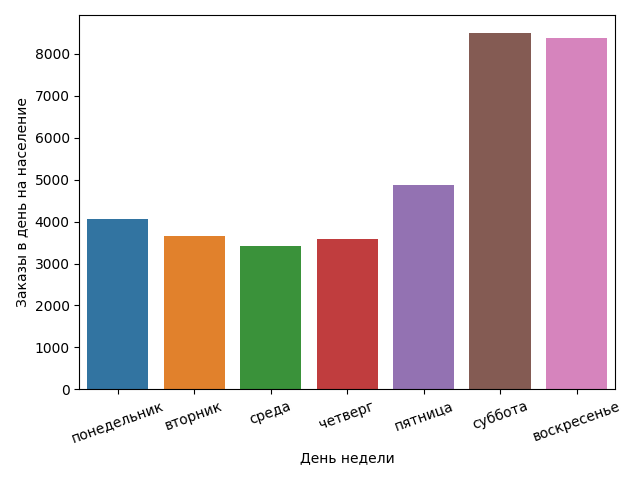 Заказы в день на население
8000
7000
6000
5000
4000
3000
2000
1000
0
понедельник
вторник
среда
четверг
пятница
суббота
воскресенье
День недели